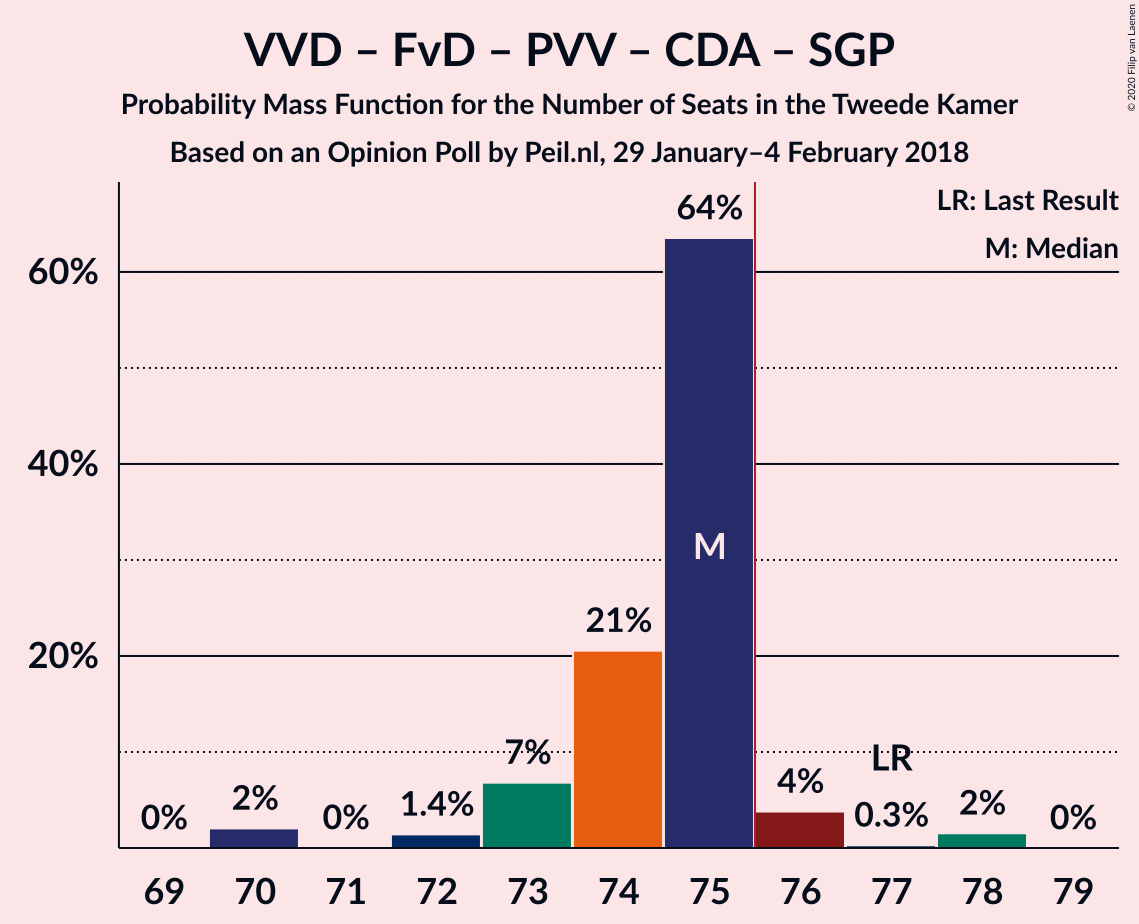 VVD – FvD – PVV – CDA – SGP
Probability Mass Function for the Number of Seats in the Tweede Kamer
Based on an Opinion Poll by Peil.nl, 29 January–4 February 2018
© 2020 Filip van Laenen
LR: Last Result
M: Median
60%
40%
20%
0%
2%
0%
1.4%
7%
21%
64%
M
4%
LR
0.3%
2%
0%
69 70 71 72 73 74 75 76 77 78 79